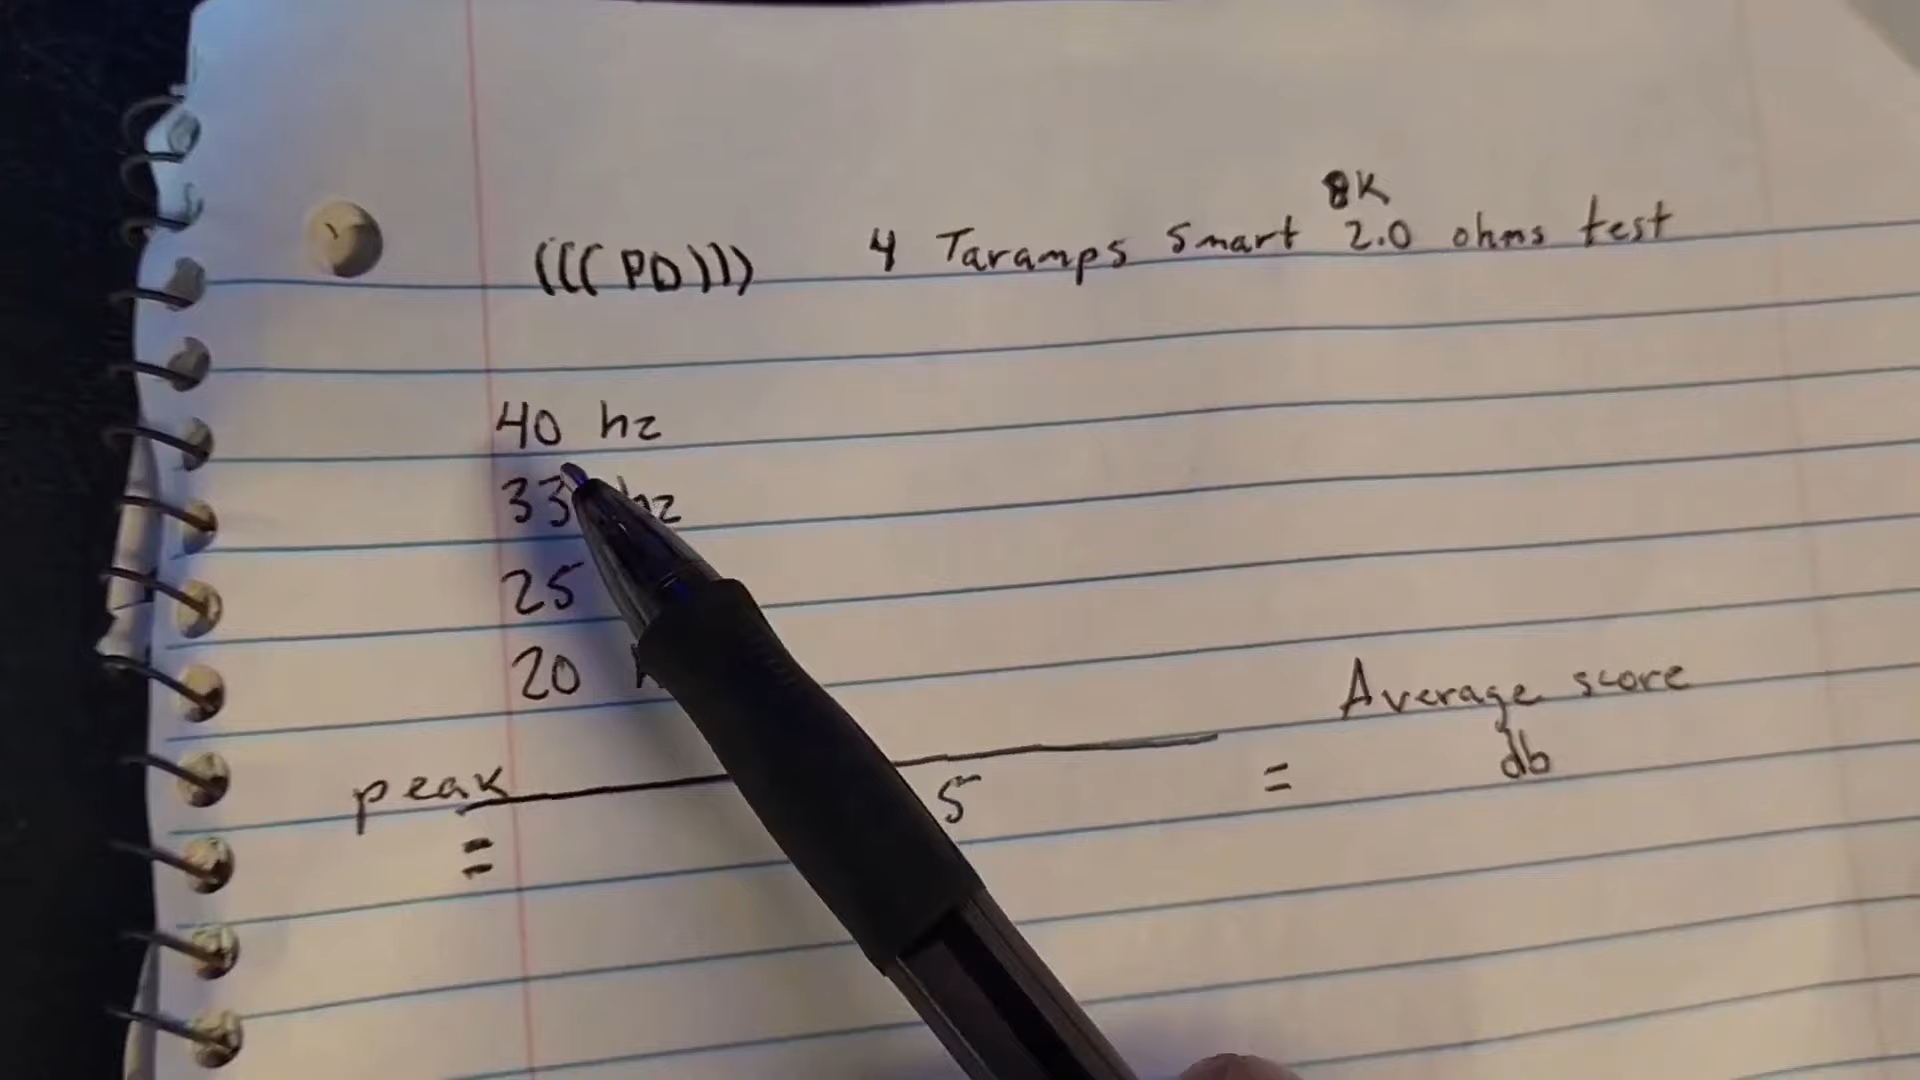 8K
(((PD))) 4 Taramps Smart 2.0 ohms test
40 hz
33 hz
25
20
Average score
peak 5 = db
=